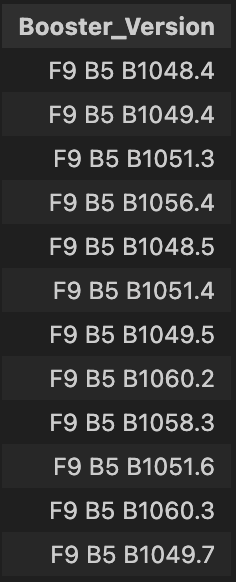 Booster_Version
F9 B5 B1048.4
F9 B5 B1049.4
F9 B5 B1051.3
F9 B5 B1056.4
F9 B5 B1048.5
F9 B5 B1051.4
F9 B5 B1049.5
F9 B5 B1060.2
F9 B5 B1058.3
F9 B5 B1051.6
F9 B5 B1060.3
F9 B5 B1049.7